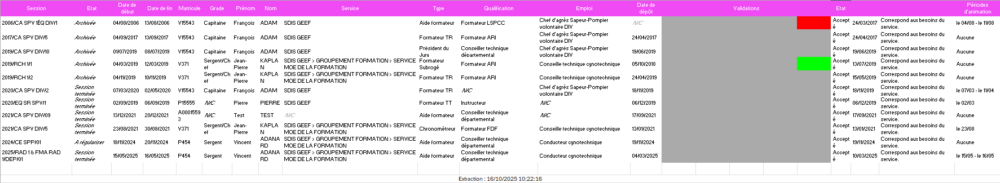 Session Etat Date de début Date de fin Matricule Grade Prénom Nom Service Type Qualification Emploi Date de dépôt Validations Etat Périodes d'animation
2006/CA SPV 1ÉQ DIV/1 Archivée 04/08/2006 13/08/2006 V15543 Capitaine François ADAM SDIS GEEF Aide formateur Formateur LSPCC Chef d'agrès Sapeur-Pompier volontaire DIV N/C Accepté 24/03/2017 Correspond aux besoins du service. le 04/08 - le 11/08
2017/CA SPV DIV/5 Archivée 04/09/2017 13/09/2017 V15543 Capitaine François ADAM SDIS GEEF Formateur TR Formateur ARI Chef d'agrès Sapeur-Pompier volontaire DIV 24/04/2017 Accepté 24/04/2017 Correspond aux besoins du service. Aucune
2019/CA SPV DIV/10 Archivée 01/07/2019 08/07/2019 V15543 Capitaine François ADAM SDIS GEEF Président du Jury Conseiller technique départemental Chef d'agrès Sapeur-Pompier volontaire DIV 19/06/2019 Accepté 19/06/2019 Correspond aux besoins du service. Aucune
2019/RCH 1/1 Archivée 04/03/2019 12/03/2019 V371 Sergent/Chef Jean-Pierre KAPLAN SDIS GEEF > GROUPEMENT FORMATION > SERVICE MOE DE LA FORMATION Formateur Subrogé Formateur ARI Conseille technique cynotechnique 05/10/2018 Accepté 13/07/2019 Correspond aux besoins du service. Aucune
2019/RCH 1/2 Archivée 04/11/2019 10/11/2019 V371 Sergent/Chef Jean-Pierre KAPLAN SDIS GEEF > GROUPEMENT FORMATION > SERVICE MOE DE LA FORMATION Formateur TR Formateur ARI Conseille technique cynotechnique 24/04/2019 Accepté 15/05/2019 Correspond aux besoins du service. Aucune
2020/CA SPV DIV/2 Session terminée 07/03/2020 02/05/2020 V15543 Capitaine François ADAM SDIS GEEF Formateur TR N/C Chef d'agrès Sapeur-Pompier volontaire DIV 18/11/2019 Accepté 18/11/2019 Correspond aux besoins du service. le 07/03 - le 11/04
2020/EQ SR SPV/1 Session terminée 02/09/2019 06/09/2019 P15555 N/C Pierre PIERRE SDIS GEEF Formateur TT Instructeur N/C 06/12/2019 Accepté 06/12/2019 Correspond aux besoins du service. le 02/03
2021/CA SPV DIV/09 Session terminée 13/12/2021 20/12/2021 A00015593 N/C Test TEST N/C Aide formateur Conseiller technique départemental N/C 17/09/2021 Accepté 17/09/2021 Correspond aux besoins du service. Aucune
2021/CA SPV DIV/5 Session terminée 23/08/2021 30/08/2021 V371 Sergent/Chef Jean-Pierre KAPLAN SDIS GEEF > GROUPEMENT FORMATION > SERVICE MOE DE LA FORMATION Chronométreur Formateur FDF Conseille technique cynotechnique 13/01/2021 Accepté 13/01/2021 Correspond aux besoins du service. le 23/08
2024/CE SPP/01 A régulariser 18/11/2024 20/11/2024 P454 Sergent Vincent ADANARD SDIS GEEF > GROUPEMENT FORMATION > SERVICE MOE DE LA FORMATION Aide formateur Conseiller technique départemental Conducteur cynotechnique 19/11/2024 Accepté 19/11/2024 Correspond aux besoins du service. Aucune
2025/RAD 1 & FMA RAD 1/DEP/01 Session terminée 15/05/2025 16/05/2025 P454 Sergent Vincent ADANARD SDIS GEEF > GROUPEMENT FORMATION > SERVICE MOE DE LA FORMATION Aide formateur Conseiller technique départemental Conducteur cynotechnique 04/03/2025 Accepté 10/03/2025 Correspond aux besoins du service. le 15/05 - le 16/05
Extraction : 16/10/2025 10:22:16